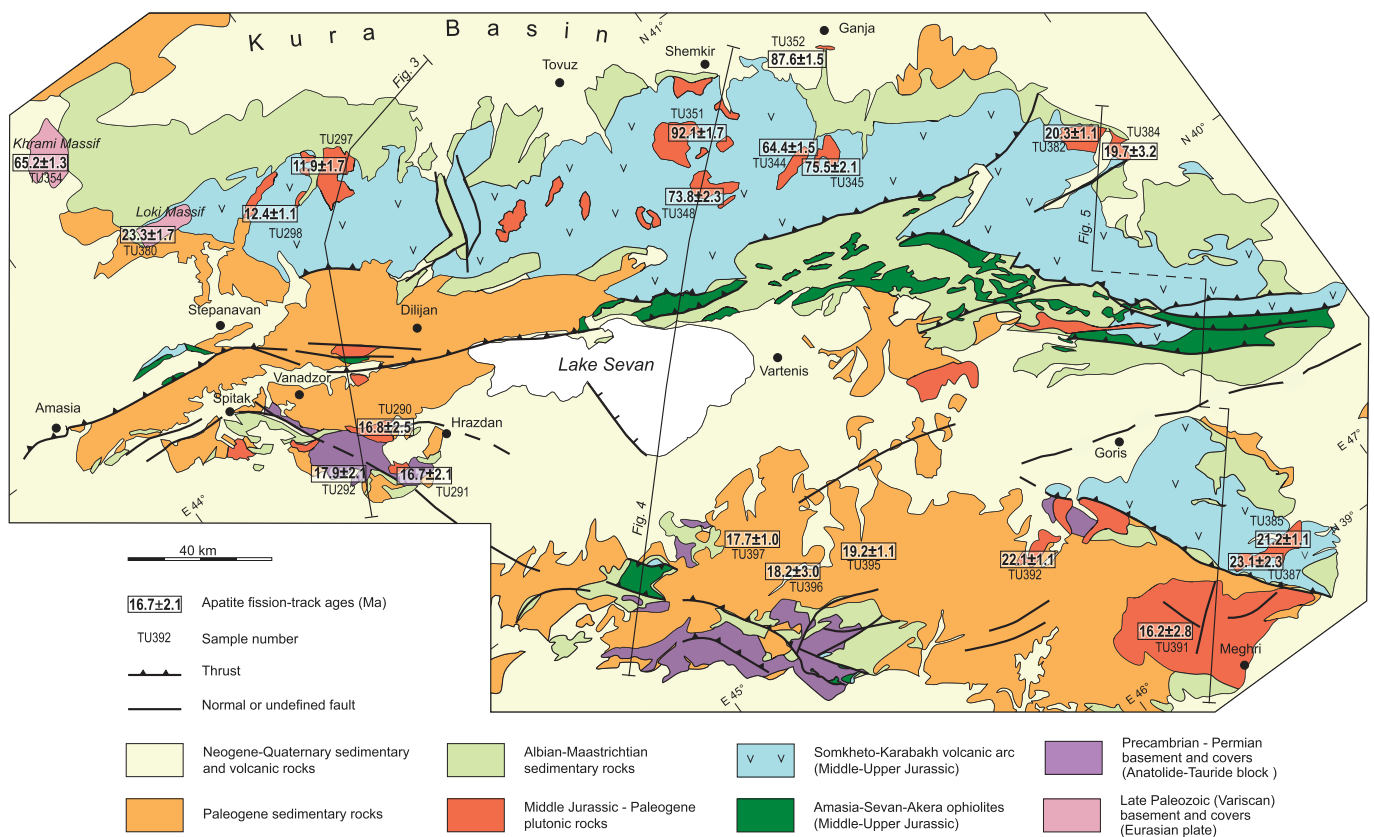 Kura Basin
N 41°
Ganja
TU352
87.6±1.5
Shemkir
Tovuz
Fig. 3
TU351
92.1±1.7
TU297
11.9±1.7
Khrami Massif
65.2±1.3
TU354
64.4±1.5
TU344
75.5±2.1
TU345
20.3±1.1
TU382
TU384
19.7±3.2
N 40°
73.8±2.3
TU348
Loki Massif
12.4±1.1
TU298
23.3±1.7
TU380
Fig. 5
Stepanavan
Dilijan
Lake Sevan
Vartenis
Vanadzor
Spitak
Amasia
TU290
16.8±2.5
Hrazdan
17.9±2.1
TU292
16.7±2.1
TU291
Goris
E 47°
E 44°
Fig. 4
N 39°
TU385
21.2±1.1
23.1±2.3
TU387
17.7±1.0
TU397
19.2±1.1
TU395
18.2±3.0
TU396
22.1±1.1
TU392
16.2±2.8
TU391
Meghri
E 45°
E 46°
40 km
16.7±2.1 Apatite fission-track ages (Ma)
TU392 Sample number
Thrust
Normal or undefined fault
Neogene-Quaternary sedimentary
and volcanic rocks
Albian-Maastrichtian
sedimentary rocks
v v
Somkheto-Karabakh volcanic arc
(Middle-Upper Jurassic)
Precambrian - Permian
basement and covers
(Anatolide-Tauride block )
Paleogene sedimentary rocks
Middle Jurassic - Paleogene
plutonic rocks
Amasia-Sevan-Akera ophiolites
(Middle-Upper Jurassic)
Late Paleozoic (Variscan)
basement and covers
(Eurasian plate)